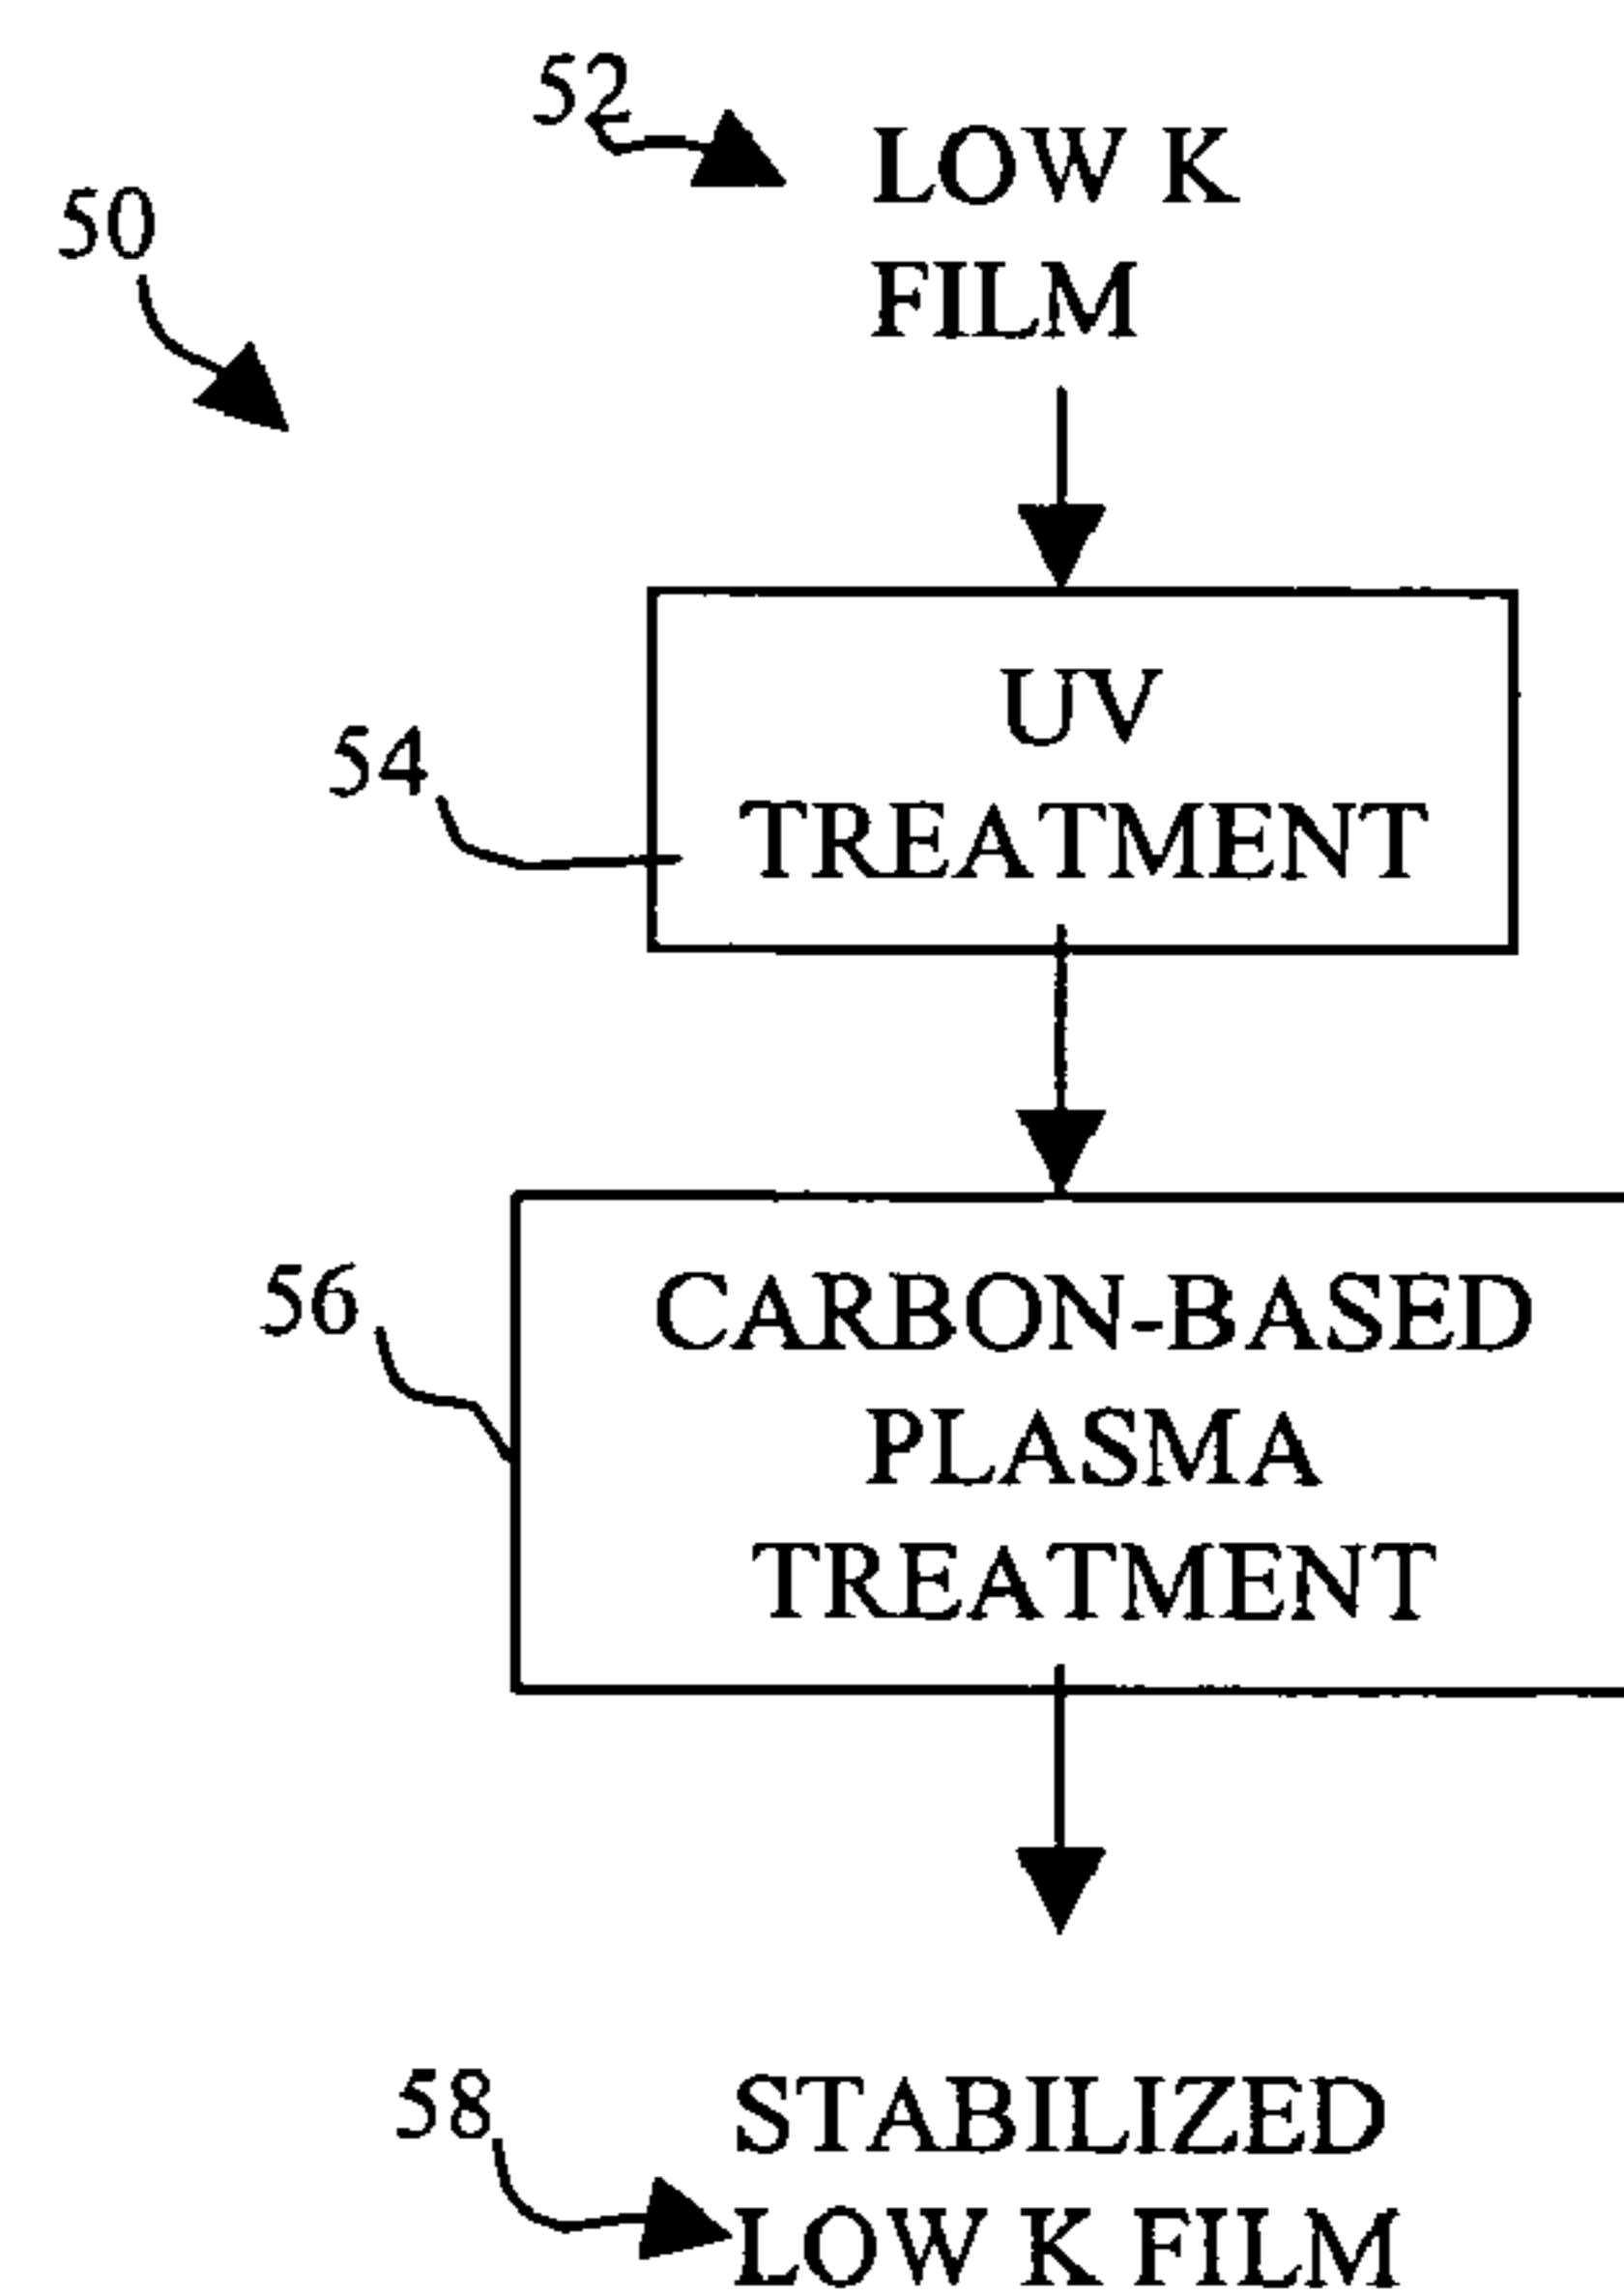 52
LOW K
FILM
50
UV
54
TREATMENT
56
CARBON-BASED
PLASMA
TREATMENT
58
STABILIZED
LOW K FILM